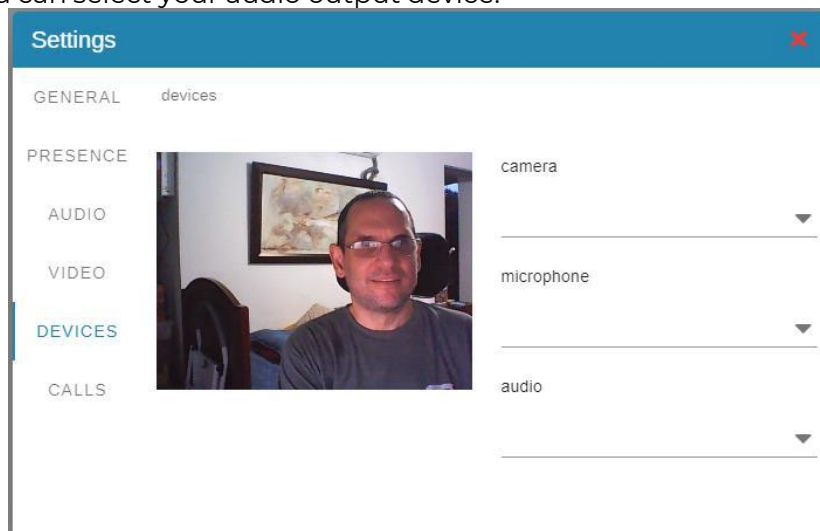 can select your audio output device.
Settings
GENERAL
devices
PRESENCE
camera
AUDIO
VIDEO
microphone
DEVICES
CALLS
audio